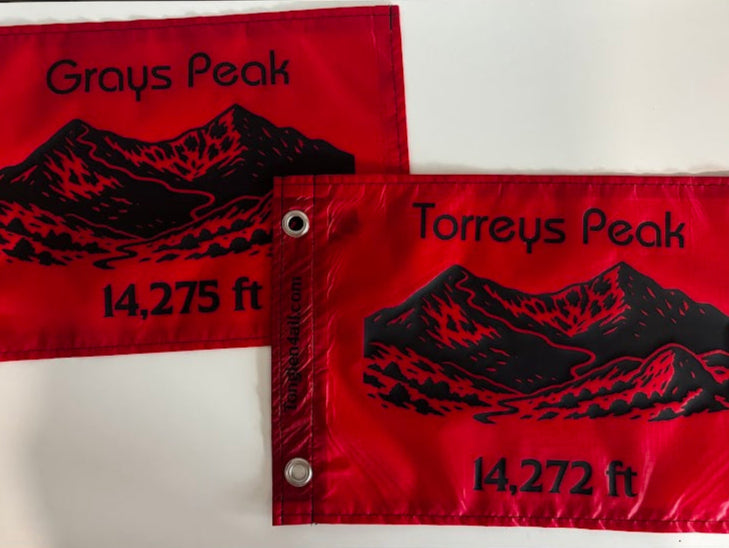 Grays Peak
14,275 ft
Torreys Peak
14,272 ft